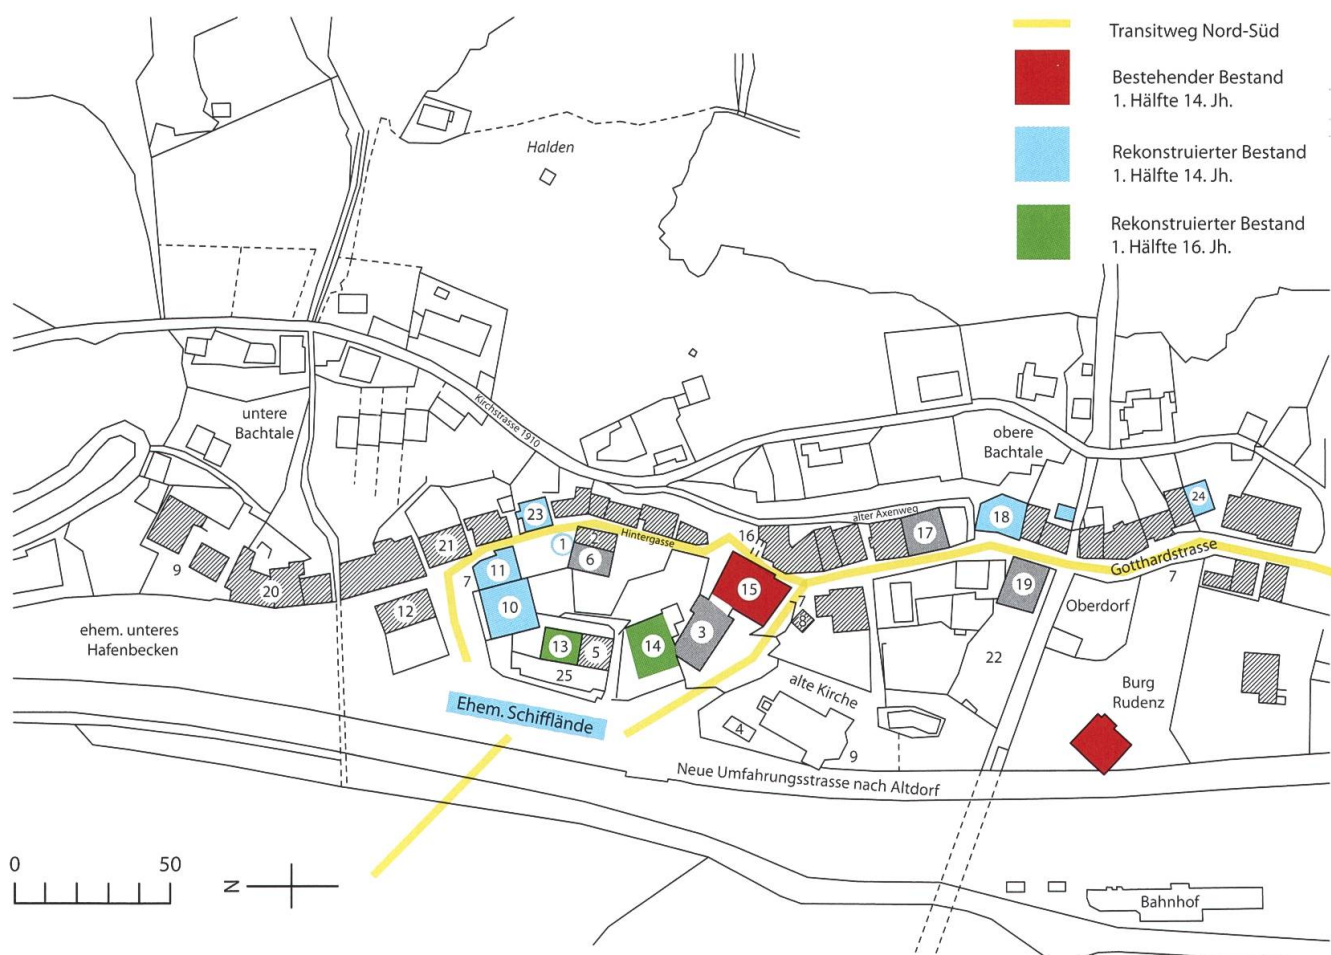 Transitweg Nord-Süd
Bestehender Bestand
1. Hälfte 14. Jh.
Rekonstruierter Bestand
1. Hälfte 14. Jh.
Rekonstruierter Bestand
1. Hälfte 16. Jh.
Halden
Kirchstrasse 1910
untere
Bachtale
obere
Bachtale
alter Axenweg
24
23
18
17
16
2
Hintergasse
1
21
6
Gotthardstrasse
11
7
7
9
20
15
19
7
10
12
8
Oberdorf
ehem. unteres
Hafenbecken
3
13
5
14
22
25
alte Kirche
Burg
Rudenz
Ehem. Schifflände
4
9
Neue Umfahrungsstrasse nach Altdorf
0
50
N
Bahnhof